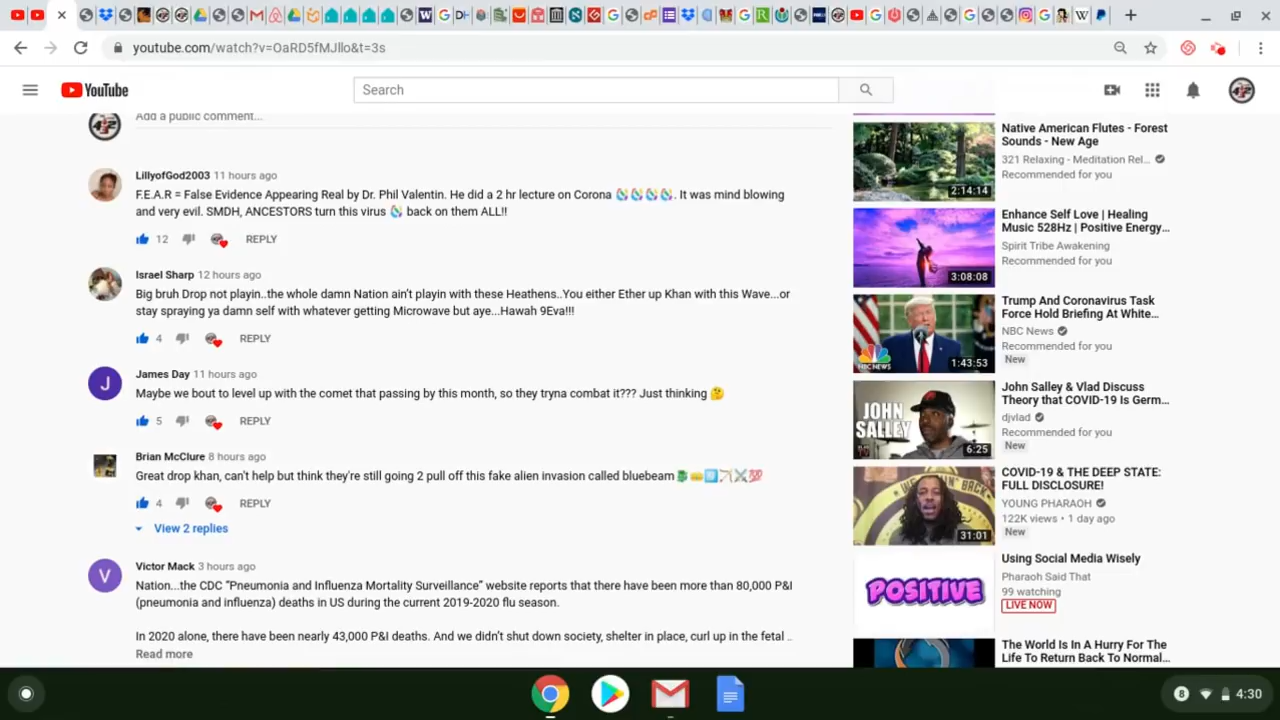 youtube.com/watch?v=OaRD5fMJllo&t=3s
YouTube
Search
Add a public comment...
LillyofGod2003 11 hours ago
F.E.A.R = False Evidence Appearing Real by Dr. Phil Valentin. He did a 2 hr lecture on Corona . It was mind blowing
and very evil. SMDH, ANCESTORS turn this virus back on them ALL!!
12 REPLY
Israel Sharp 12 hours ago
Big bruh Drop not playin..the whole damn Nation ain't playin with these Heathens..You either Ether up Khan with this Wave...or
stay spraying ya damn self with whatever getting Microwave but aye...Hawah 9Eva!!!
4 REPLY
J
James Day 11 hours ago
Maybe we bout to level up with the comet that passing by this month, so they tryna combat it??? Just thinking 🤔
5 REPLY
Brian McClure 8 hours ago
Great drop khan, can't help but think they're still going 2 pull off this fake alien invasion called bluebeam
4 REPLY
View 2 replies
V
Victor Mack 3 hours ago
Nation...the CDC "Pneumonia and Influenza Mortality Surveillance" website reports that there have been more than 80,000 P&I
(pneumonia and influenza) deaths in US during the current 2019-2020 flu season.
In 2020 alone, there have been nearly 43,000 P&I deaths. And we didn't shut down society, shelter in place, curl up in the fetal ..
Read more
2:14:14
Native American Flutes - Forest
Sounds - New Age
321 Relaxing - Meditation Rel...
Recommended for you
3:08:08
Enhance Self Love | Healing
Music 528Hz | Positive Energy...
Spirit Tribe Awakening
Recommended for you
NBC NEWS
1:43:53
Trump And Coronavirus Task
Force Hold Briefing At White...
NBC News
Recommended for you
New
JOHN
SALLEY
6:25
John Salley & Vlad Discuss
Theory that COVID-19 Is Germ...
djvlad
Recommended for you
New
31:01
COVID-19 & THE DEEP STATE:
FULL DISCLOSURE!
YOUNG PHARAOH
122K views • 1 day ago
New
POSITIVE
Using Social Media Wisely
Pharaoh Said That
99 watching
LIVE NOW
The World Is In A Hurry For The
Life To Return Back To Normal...
8 4:30